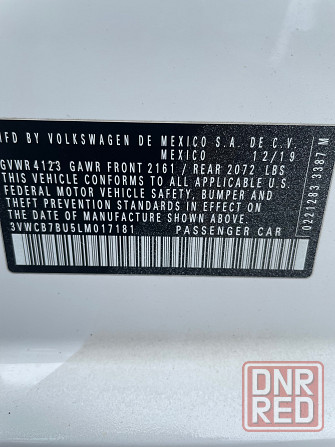 MFD BY VOLKSWAGEN DE MEXICO S.A. DE C.V.
MEXICO 12/19
GVWR 4123 GAWR FRONT 2161 / REAR 2072 LBS
THIS VEHICLE CONFORMS TO ALL APPLICABLE U.S.
FEDERAL MOTOR VEHICLE SAFETY, BUMPER AND
THEFT PREVENTION STANDARDS IN EFFECT ON
THE DATE OF MANUFACTURE SHOWN ABOVE.
3VWCB7BU5LM017181 PASSENGER CAR
0221283 3387 M
DNR
RED